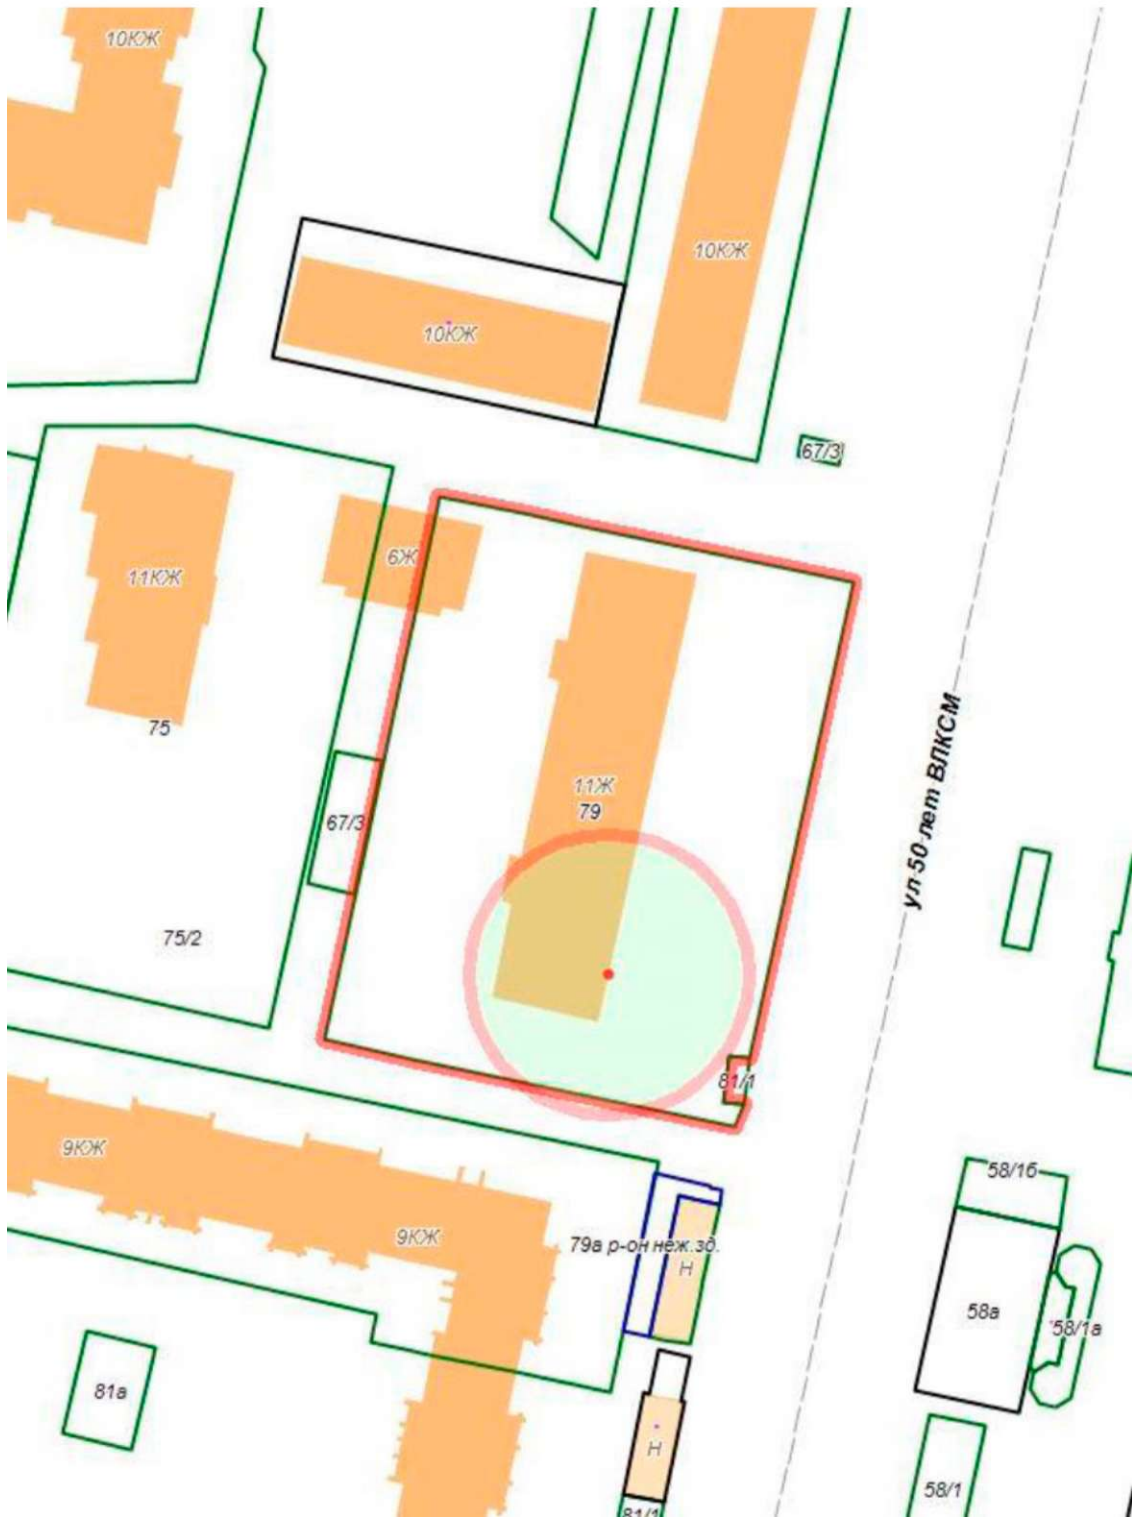 10КЖ
10КЖ
10КЖ
67/3
6Ж
11КЖ
75
11Ж
79
67/3
ул 50 лет ВЛКСМ
75/2
81/1
9КЖ
58/1б
9КЖ
79а р-он неж.зд.
Н
58а
58/1а
81а
Н
58/1
81/1